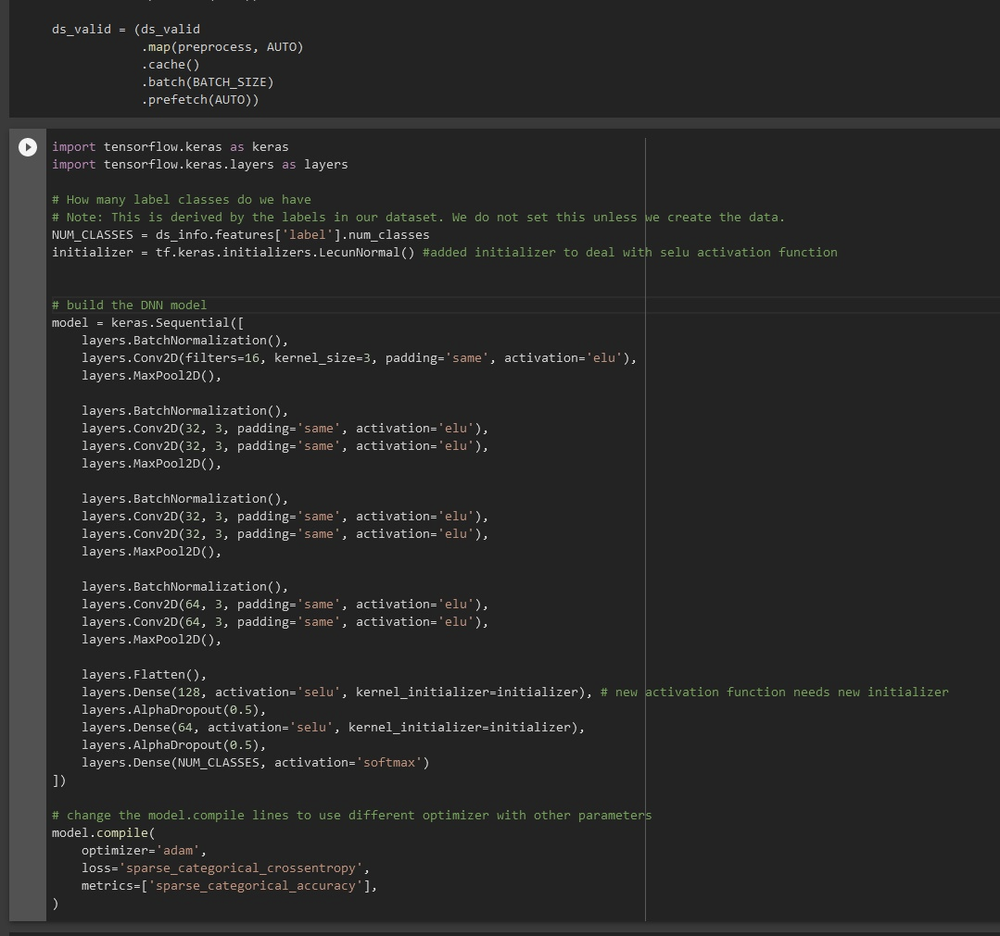 ds_valid = (ds_valid
            .map(preprocess, AUTO)
            .cache()
            .batch(BATCH_SIZE)
            .prefetch(AUTO))
import tensorflow.keras as keras
import tensorflow.keras.layers as layers
# How many label classes do we have
# Note: This is derived by the labels in our dataset. We do not set this unless we create the data.
NUM_CLASSES = ds_info.features['label'].num_classes
initializer = tf.keras.initializers.LecunNormal() #added initializer to deal with selu activation function
# build the DNN model
model = keras.Sequential([
    layers.BatchNormalization(),
    layers.Conv2D(filters=16, kernel_size=3, padding='same', activation='elu'),
    layers.MaxPool2D(),
    layers.BatchNormalization(),
    layers.Conv2D(32, 3, padding='same', activation='elu'),
    layers.Conv2D(32, 3, padding='same', activation='elu'),
    layers.MaxPool2D(),
    layers.BatchNormalization(),
    layers.Conv2D(32, 3, padding='same', activation='elu'),
    layers.Conv2D(32, 3, padding='same', activation='elu'),
    layers.MaxPool2D(),
    layers.BatchNormalization(),
    layers.Conv2D(64, 3, padding='same', activation='elu'),
    layers.Conv2D(64, 3, padding='same', activation='elu'),
    layers.MaxPool2D(),
    layers.Flatten(),
    layers.Dense(128, activation='selu', kernel_initializer=initializer), # new activation function needs new initializer
    layers.AlphaDropout(0.5),
    layers.Dense(64, activation='selu', kernel_initializer=initializer),
    layers.AlphaDropout(0.5),
    layers.Dense(NUM_CLASSES, activation='softmax')
])
# change the model.compile lines to use different optimizer with other parameters
model.compile(
    optimizer='adam',
    loss='sparse_categorical_crossentropy',
    metrics=['sparse_categorical_accuracy'],
)